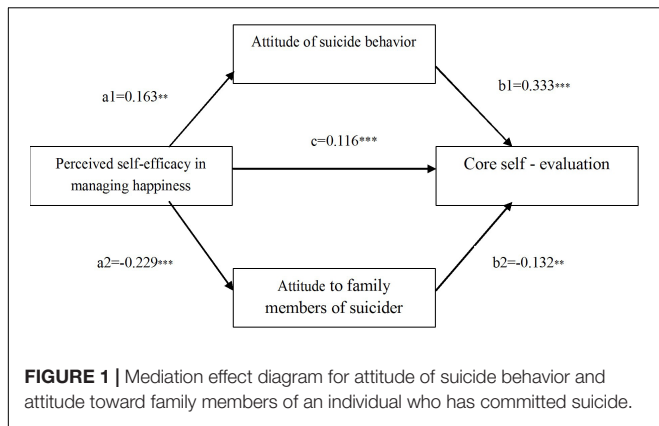 Attitude of suicide behavior
a1=0.163**
b1=0.333***
c=0.116***
Perceived self-efficacy in
managing happiness
Core self - evaluation
a2=-0.229***
b2=-0.132**
Attitude to family
members of suicider
FIGURE 1 | Mediation effect diagram for attitude of suicide behavior and
attitude toward family members of an individual who has committed suicide.